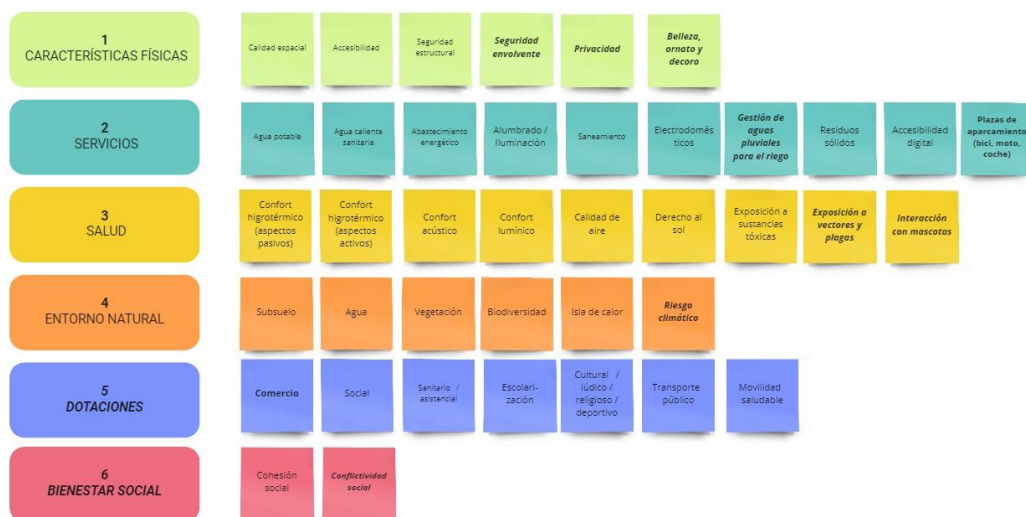 1
CARACTERÍSTICAS FÍSICAS
Calidad espacial
Accesibilidad
Seguridad
estructural
Seguridad
envolvente
Privacidad
Belleza,
ornato y
decoro
2
SERVICIOS
Agua potable
Agua caliente
sanitaria
Abastecimiento
energético
Alumbrado /
Iluminación
Saneamiento
Electrodomés
ticos
Gestión de
aguas
pluviales
para el riego
Residuos
sólidos
Accesibilidad
digital
Plazas de
aparcamiento
(bici, moto,
coche)
3
SALUD
Confort
higrotérmico
(aspectos
pasivos)
Confort
higrotérmico
(aspectos
activos)
Confort
acústico
Confort
lumínico
Calidad de
aire
Derecho al
sol
Exposición a
sustancias
tóxicas
Exposición a
vectores y
plagas
Interacción
con mascotas
4
ENTORNO NATURAL
Subsuelo
Agua
Vegetación
Biodiversidad
Isla de calor
Riesgo
climático
5
DOTACIONES
Comercio
Social
Sanitario /
asistencial
Escolari-
zación
Cultural /
lúdico /
religioso /
deportivo
Transporte
público
Movilidad
saludable
6
BIENESTAR SOCIAL
Cohesión
social
Conflictividad
social